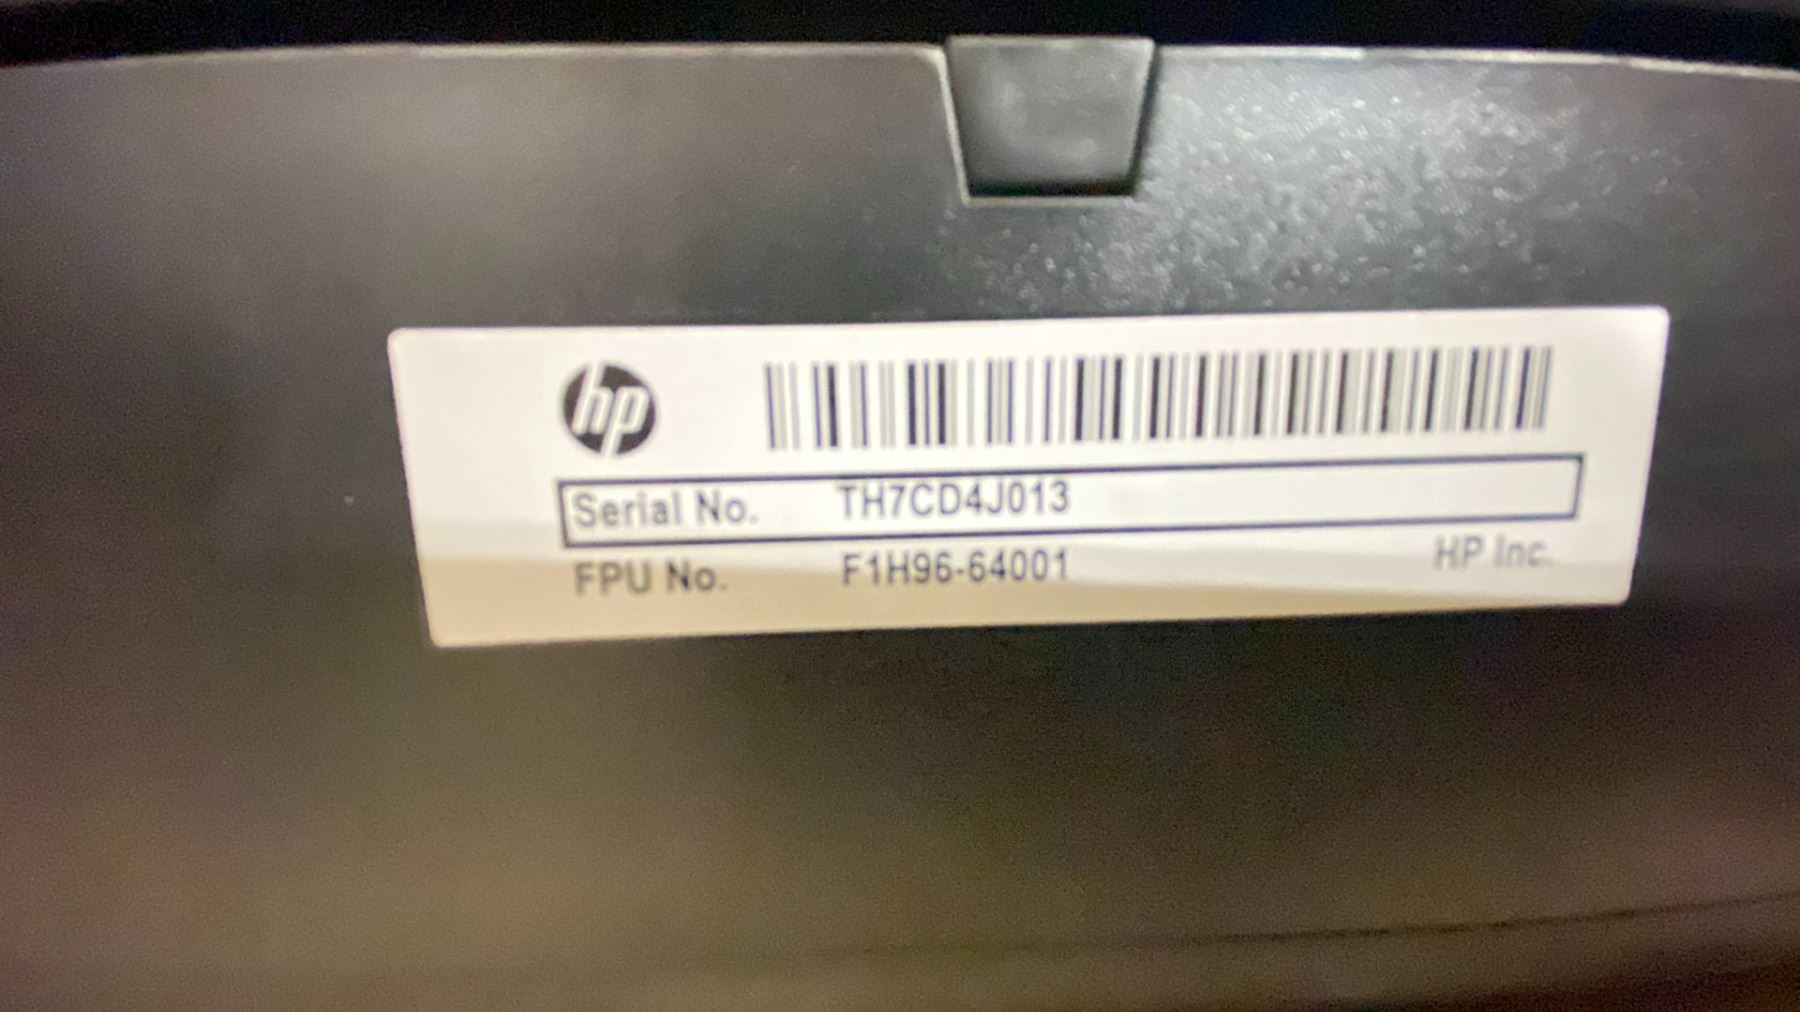 hp
Serial No. TH7CD4J013
FPU No. F1H96-64001 HP Inc.